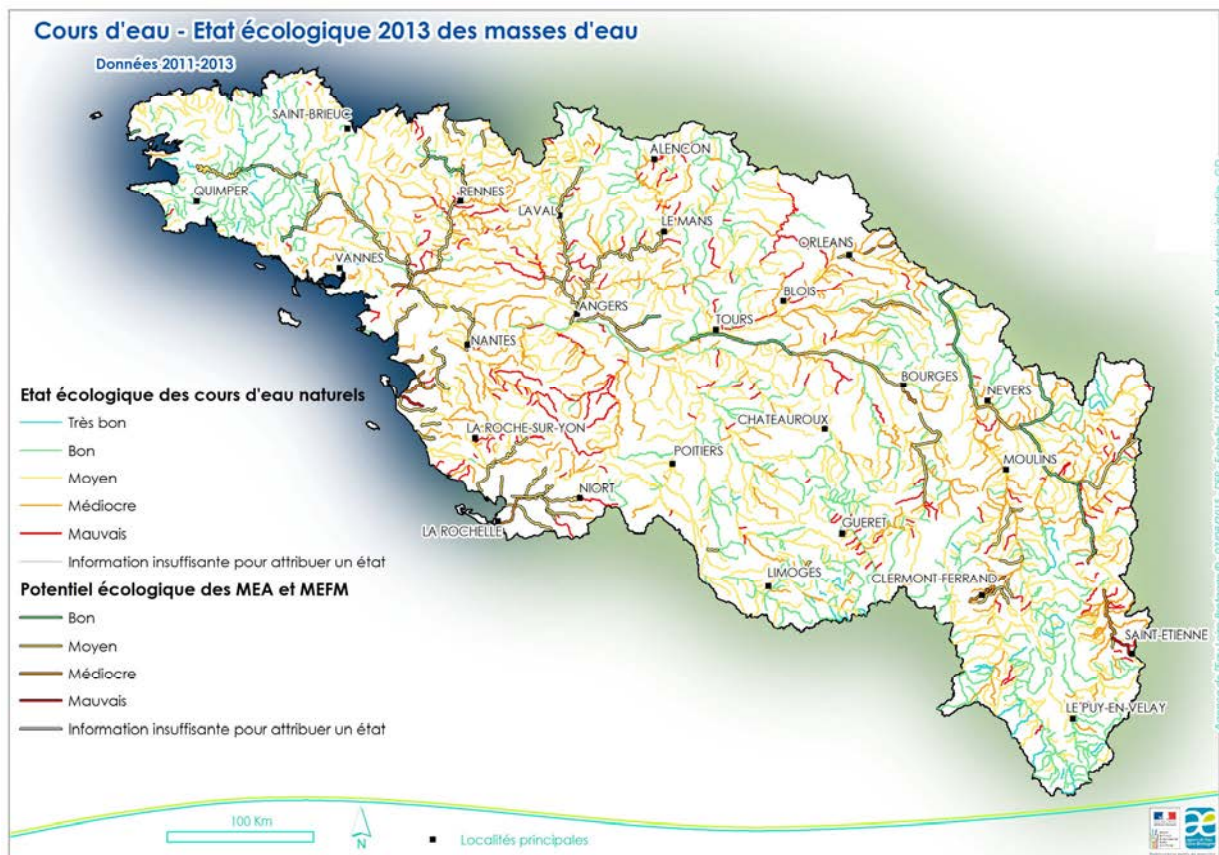 Cours d'eau - Etat écologique 2013 des masses d'eau
Données 2011-2013
SAINT-BRIEUC
ALENCON
QUIMPER
RENNES
LAVAL
LE MANS
ORLEANS
VANNES
BLOIS
ANGERS
TOURS
NANTES
BOURGES
NEVERS
Etat écologique des cours d'eau naturels
Très bon
Bon
Moyen
Médiocre
Mauvais
Information insuffisante pour attribuer un état
CHATEAUROUX
LA ROCHE-SUR-YON
POITIERS
MOULINS
NIORT
LA ROCHELLE
GUERET
LIMOGES
CLERMONT-FERRAND
SAINT-ETIENNE
LE PUY-EN-VELAY
Potentiel écologique des MEA et MEFM
Bon
Moyen
Médiocre
Mauvais
Information insuffisante pour attribuer un état
100 Km
N
Localités principales